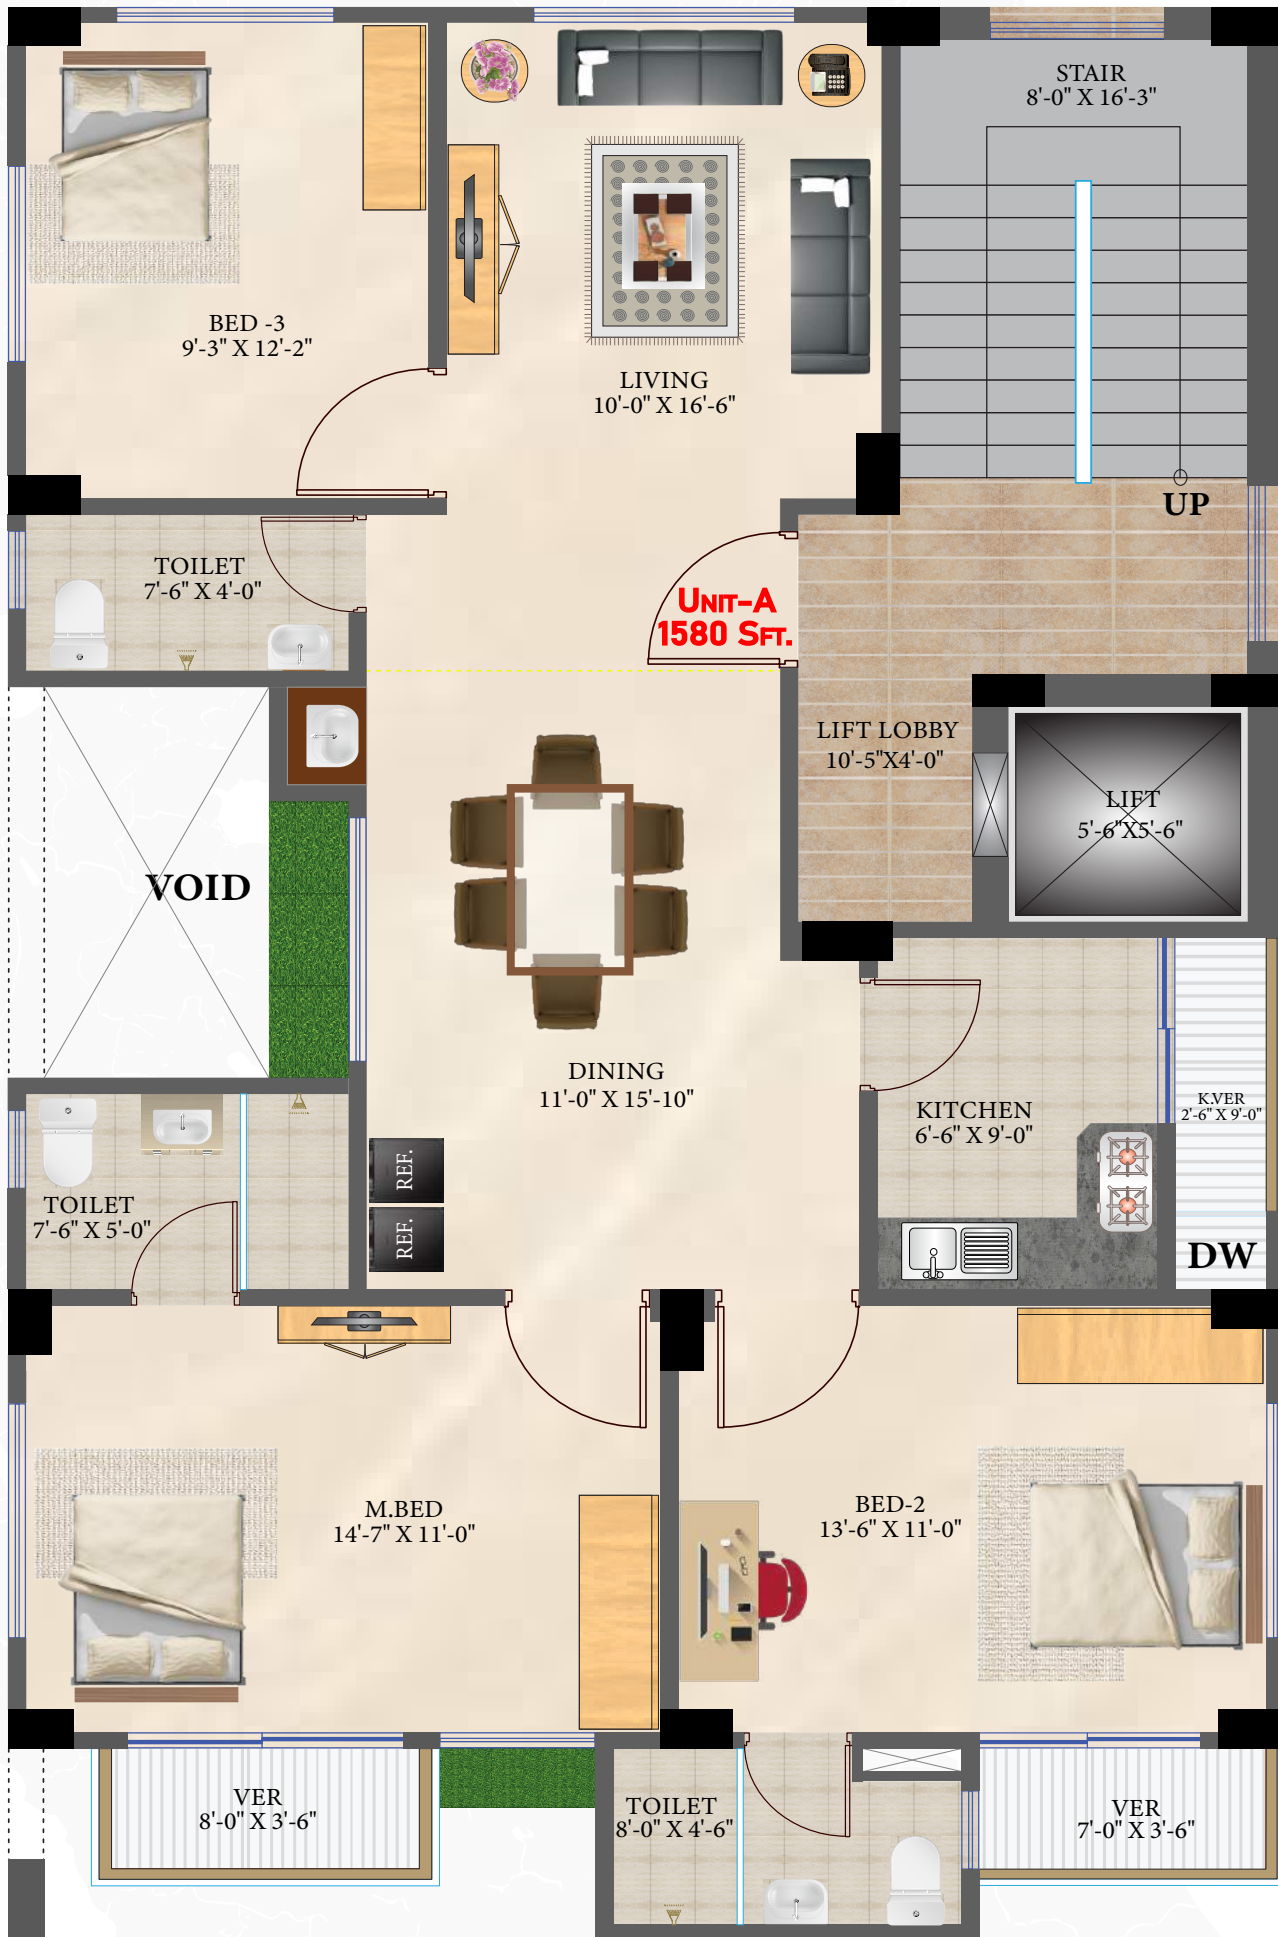 STAIR
8'-0" X 16'-3"
BED -3
9'-3" X 12'-2"
LIVING
10'-0" X 16'-6"
UP
TOILET
7'-6" X 4'-0"
UNIT-A
1580 SFT.
LIFT LOBBY
10'-5"X4'-0"
LIFT
5'-6"X5'-6"
VOID
DINING
11'-0" X 15'-10"
KITCHEN
6'-6" X 9'-0"
K.VER
2'-6" X 9'-0"
REF.
REF.
TOILET
7'-6" X 5'-0"
DW
M.BED
14'-7" X 11'-0"
BED-2
13'-6" X 11'-0"
VER
8'-0" X 3'-6"
TOILET
8'-0" X 4'-6"
VER
7'-0" X 3'-6"